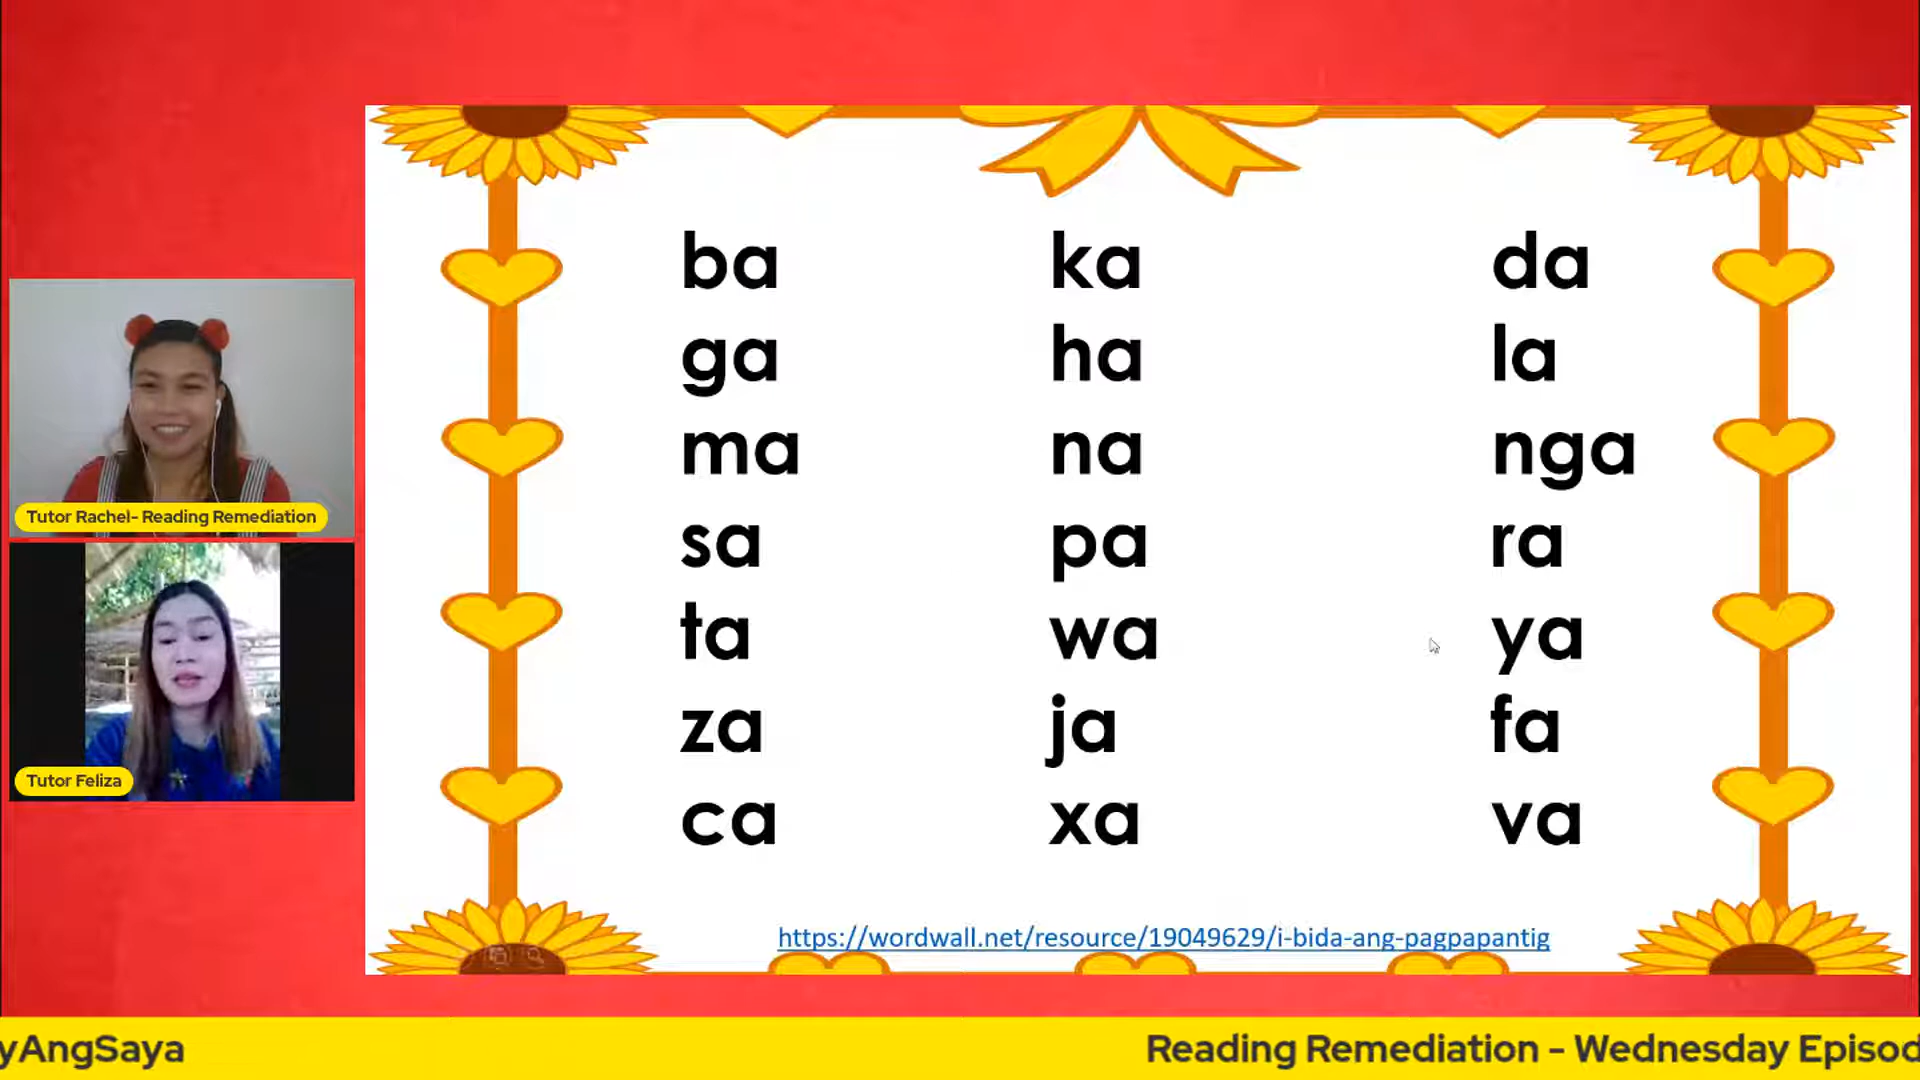 ba ka da
ga ha la
ma na nga
sa pa ra
ta wa ya
za ja fa
ca xa va
https://wordwall.net/resource/19049629/i-bida-ang-pagpapantig
Tutor Rachel- Reading Remediation
Tutor Feliza
yAngSaya
Reading Remediation - Wednesday Episod